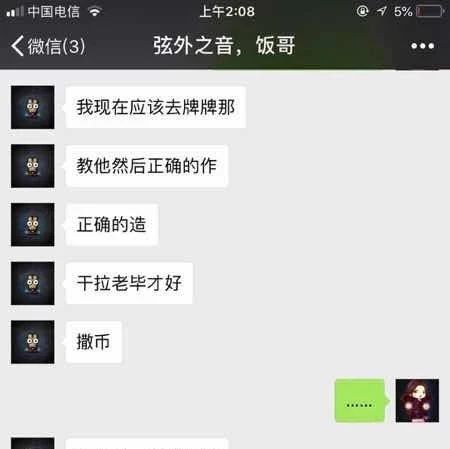 中国电信 上午2:08 5%
微信(3) 弦外之音，饭哥
我现在应该去牌牌那
教他然后正确的作
正确的造
干拉老毕才好
撒币
......